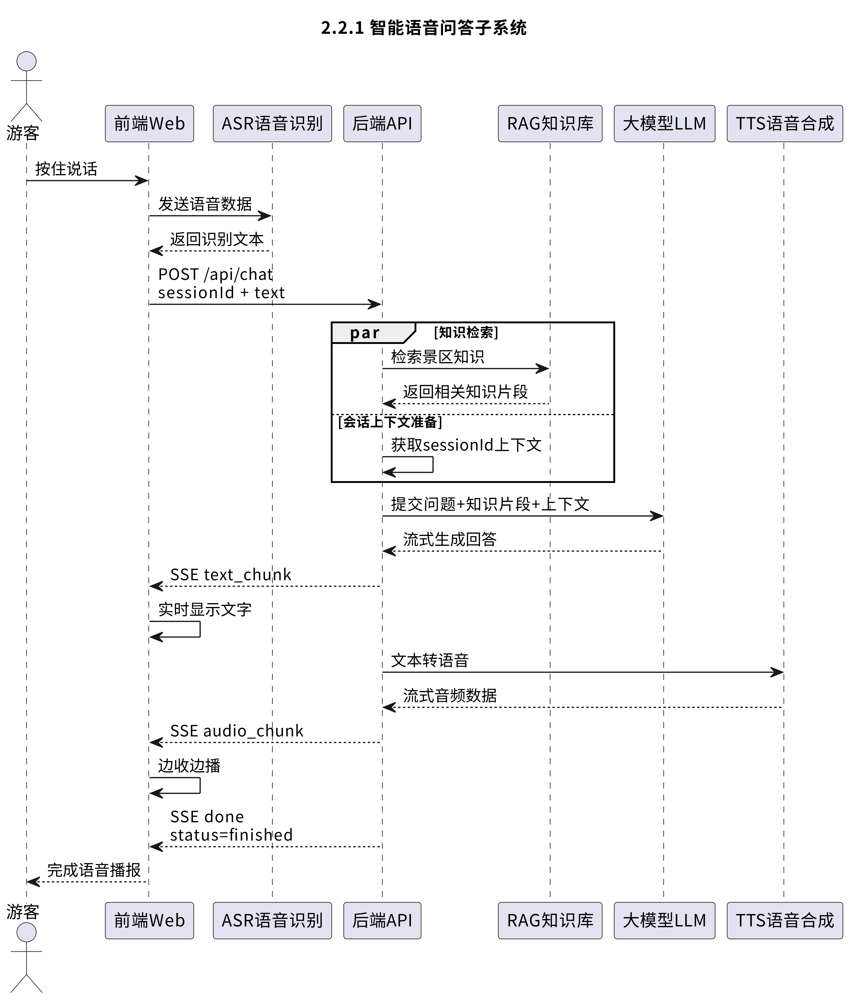 2.2.1 智能语音问答子系统
游客
前端Web
ASR语音识别
后端API
RAG知识库
大模型LLM
TTS语音合成
按住说话
发送语音数据
返回识别文本
POST /api/chat
sessionId + text
par
[知识检索]
检索景区知识
返回相关知识片段
[会话上下文准备]
获取sessionId上下文
提交问题+知识片段+上下文
流式生成回答
SSE text_chunk
实时显示文字
文本转语音
流式音频数据
SSE audio_chunk
边收边播
SSE done
status=finished
完成语音播报
游客
前端Web
ASR语音识别
后端API
RAG知识库
大模型LLM
TTS语音合成